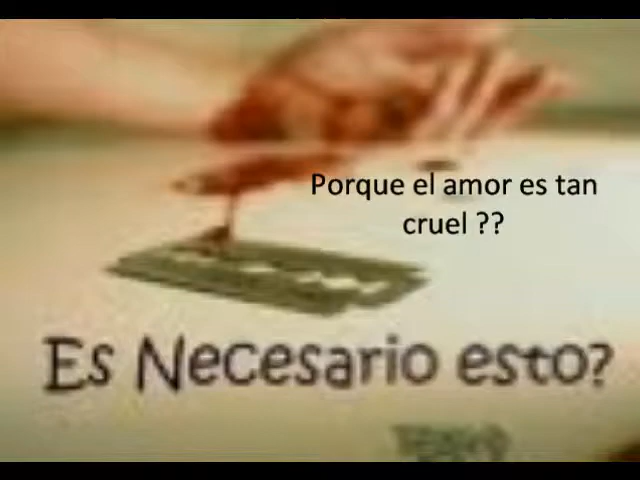 Porque el amor es tan
cruel ??
Es Necesario esto?